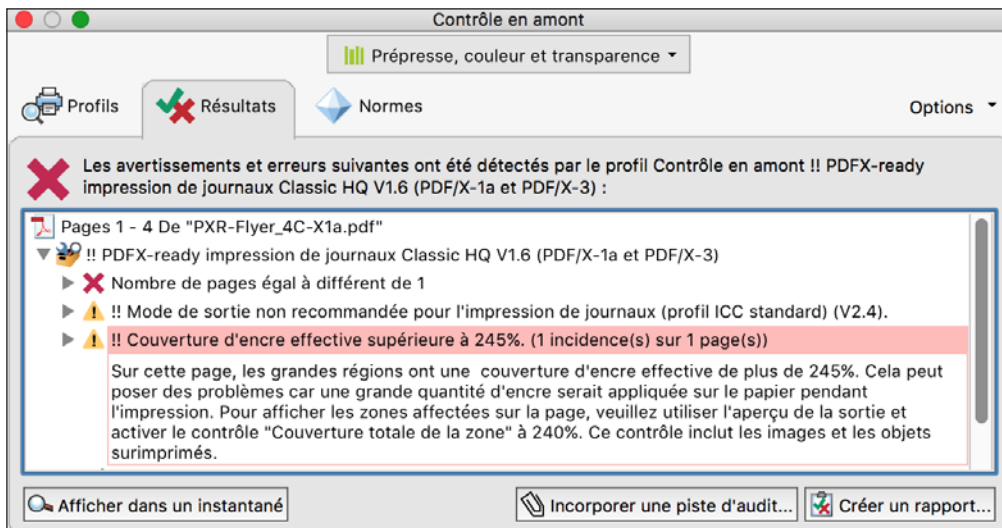 Contrôle en amont
Prépresse, couleur et transparence
Profils
Résultats
Normes
Options
Les avertissements et erreurs suivantes ont été détectés par le profil Contrôle en amont !! PDFX-ready
impression de journaux Classic HQ V1.6 (PDF/X-1a et PDF/X-3) :
Pages 1 - 4 De "PXR-Flyer_4C-X1a.pdf"
!! PDFX-ready impression de journaux Classic HQ V1.6 (PDF/X-1a et PDF/X-3)
Nombre de pages égal à différent de 1
!! Mode de sortie non recommandée pour l'impression de journaux (profil ICC standard) (V2.4).
!! Couverture d'encre effective supérieure à 245%. (1 incidence(s) sur 1 page(s))
Sur cette page, les grandes régions ont une couverture d'encre effective de plus de 245%. Cela peut
poser des problèmes car une grande quantité d'encre serait appliquée sur le papier pendant
l'impression. Pour afficher les zones affectées sur la page, veuillez utiliser l'aperçu de la sortie et
activer le contrôle "Couverture totale de la zone" à 240%. Ce contrôle inclut les images et les objets
surimprimés.
Afficher dans un instantané
Incorporer une piste d'audit...
Créer un rapport...